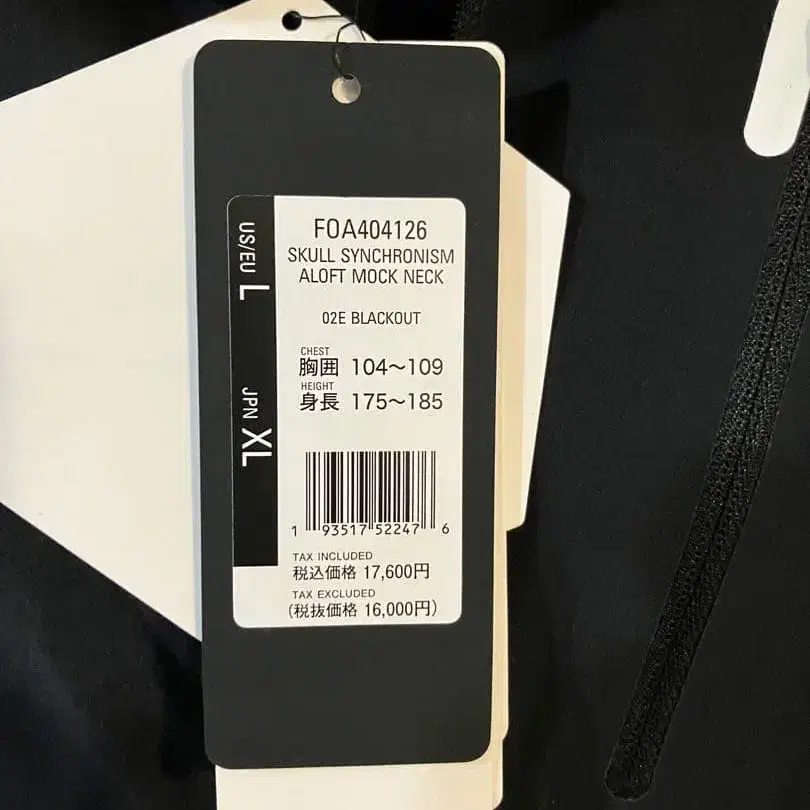 US/EU L
JPN XL
FOA404126
SKULL SYNCHRONISM
ALOFT MOCK NECK
02E BLACKOUT
CHEST
胸囲 104～109
HEIGHT
身長 175～185
1 93517 52247 6
TAX INCLUDED
税込価格 17,600円
TAX EXCLUDED
(税抜価格 16,000円)